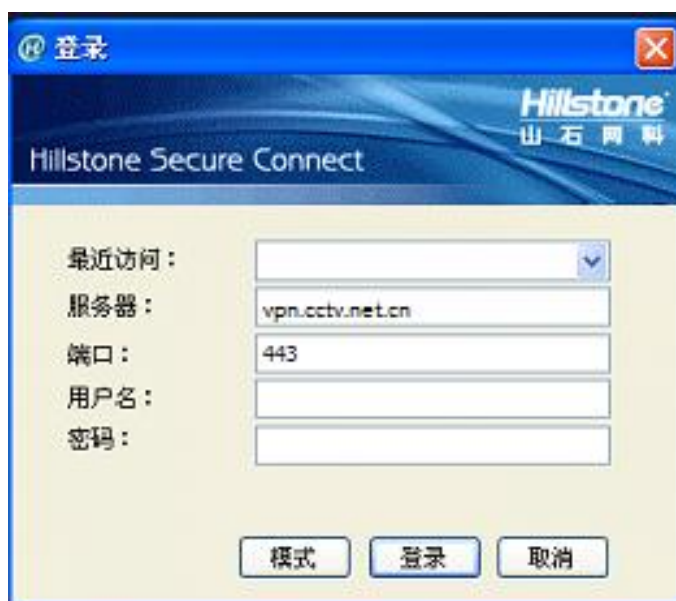 登录
Hillstone
山石网科
Hillstone Secure Connect
最近访问：
服务器： vpn.cctv.net.cn
端口： 443
用户名：
密码：
模式 登录 取消